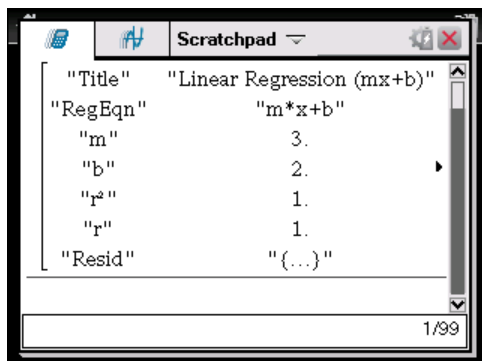 Scratchpad
"Title" "Linear Regression (mx+b)"
"RegEqn" "m*x+b"
"m" 3.
"b" 2.
"r²" 1.
"r" 1.
"Resid" "{...}"
1/99